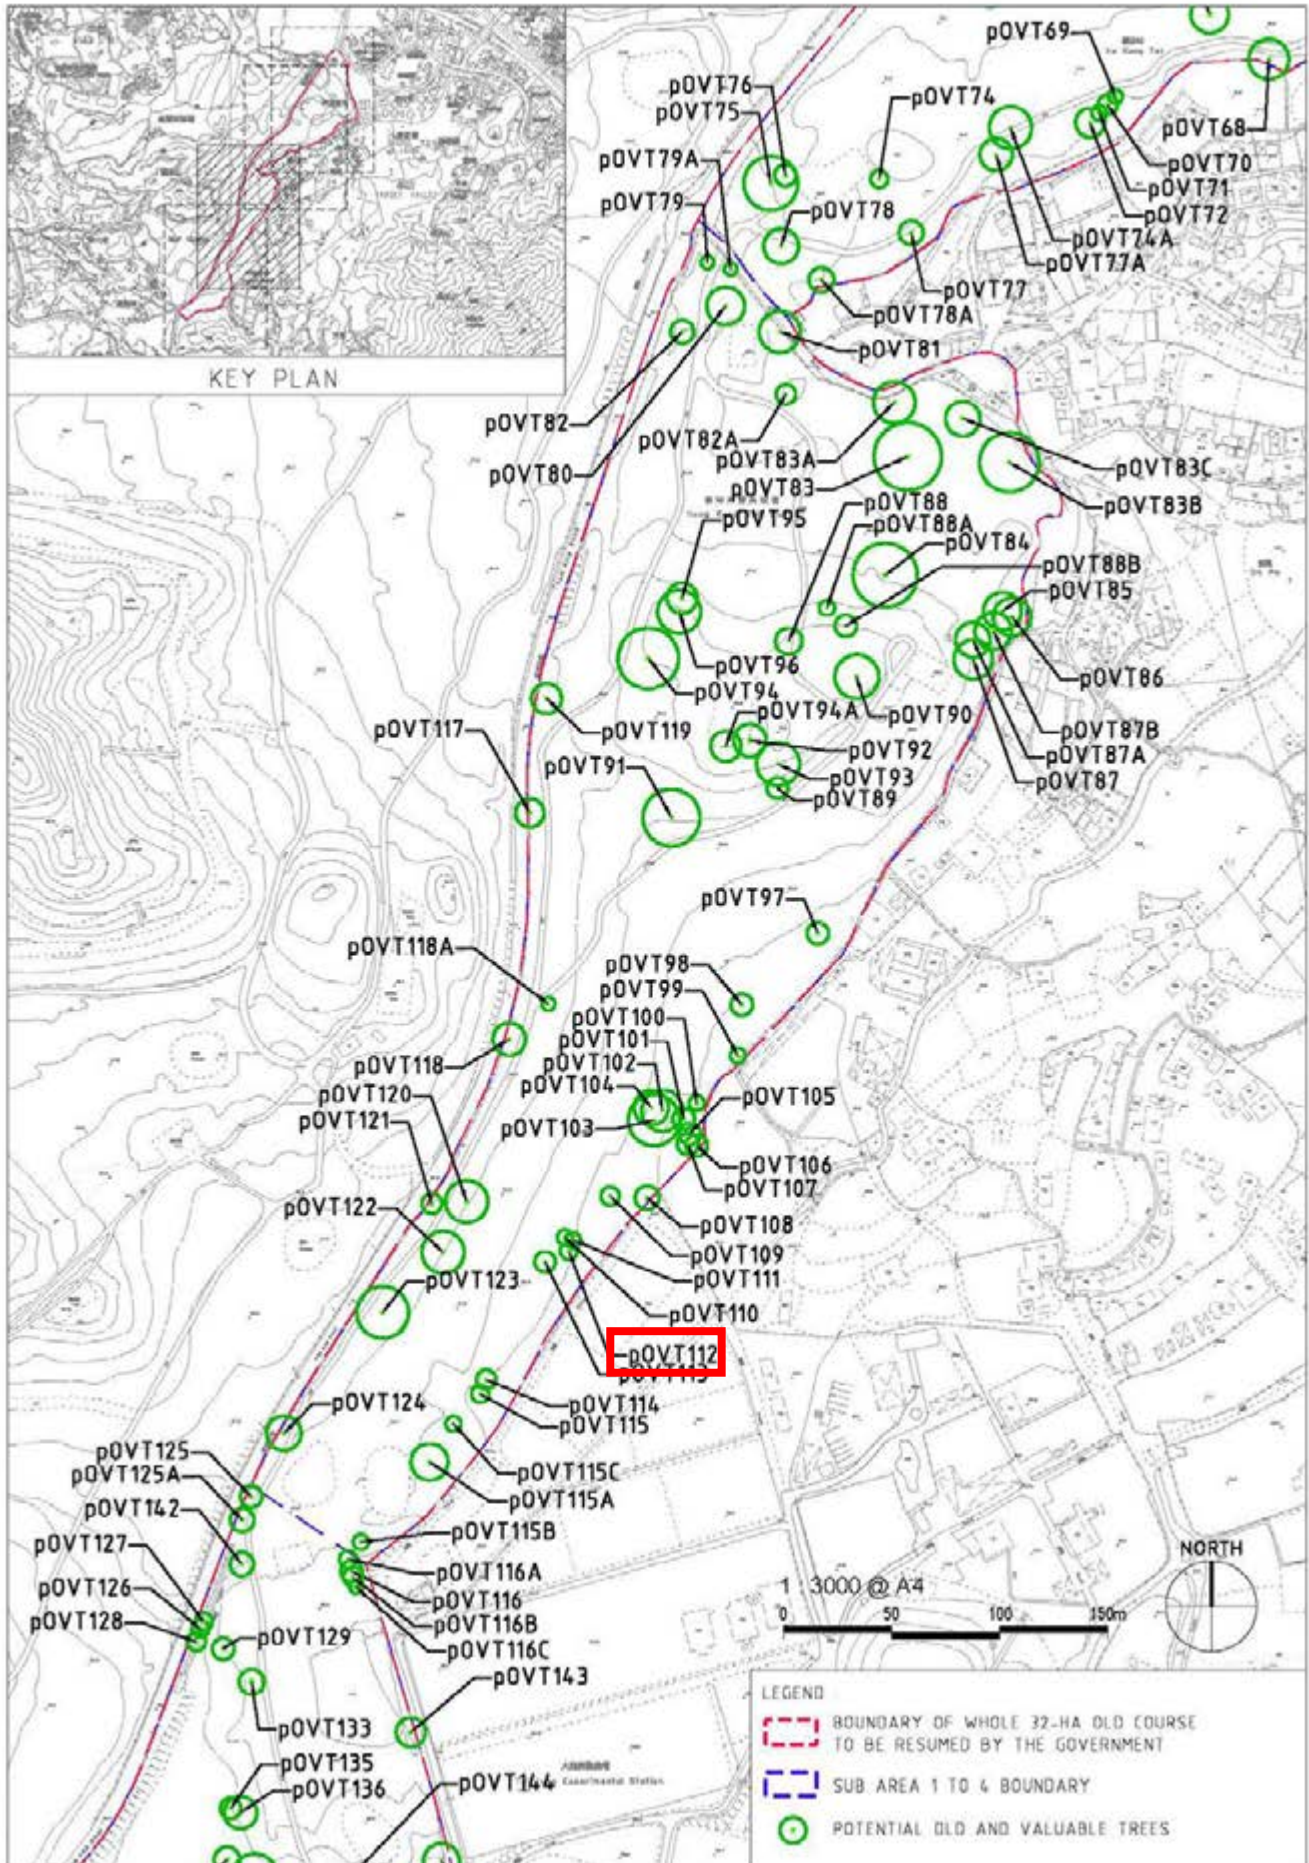 pOVT69
pOVT76
pOVT74
pOVT75
pOVT68
pOVT79A
pOVT70
pOVT71
pOVT79
pOVT78
pOVT72
pOVT74A
pOVT77A
pOVT77
pOVT78A
pOVT81
KEY PLAN
pOVT82
pOVT82A
pOVT83A
pOVT83C
pOVT80
pOVT83
pOVT88
pOVT83B
pOVT95
pOVT88A
pOVT84
pOVT88B
pOVT85
pOVT96
pOVT86
pOVT94
pOVT94A
pOVT90
pOVT117
pOVT119
pOVT92
pOVT87B
pOVT87A
pOVT91
pOVT93
pOVT87
pOVT89
pOVT97
pOVT118A
pOVT98
pOVT99
pOVT100
pOVT101
pOVT118
pOVT102
pOVT120
pOVT104
pOVT105
pOVT121
pOVT103
pOVT106
pOVT107
pOVT122
pOVT108
pOVT109
pOVT123
pOVT111
pOVT110
pOVT112
pOVT113
pOVT124
pOVT114
pOVT115
pOVT125
pOVT125A
pOVT115C
pOVT115A
pOVT142
pOVT115B
pOVT127
pOVT116A
NORTH
pOVT126
pOVT116
1 : 3000 @ A4
pOVT128
pOVT116B
0 50 100 150m
pOVT129
pOVT116C
pOVT143
LEGEND
pOVT133
BOUNDARY OF WHOLE 32-HA OLD COURSE
TO BE RESUMED BY THE GOVERNMENT
pOVT135
pOVT136
pOVT144
Experimental Station
SUB AREA 1 TO 4 BOUNDARY
POTENTIAL OLD AND VALUABLE TREES